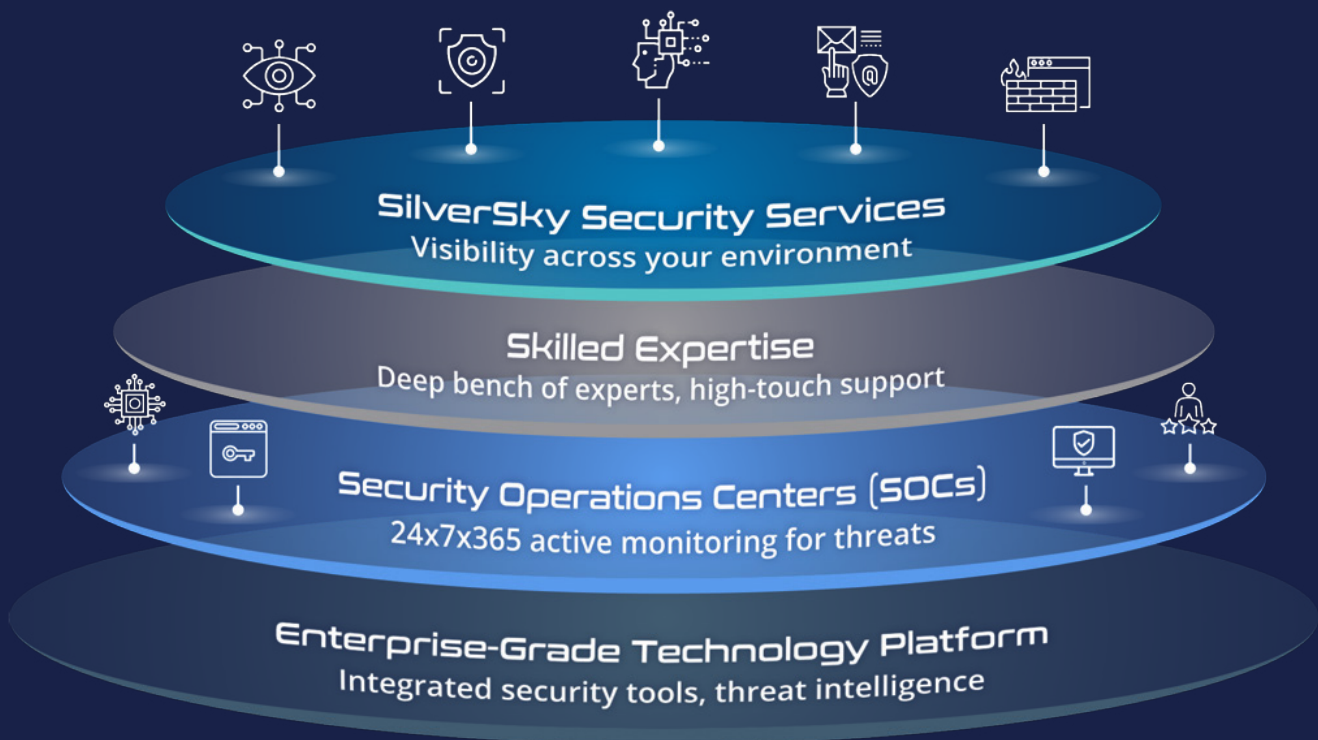 SilverSky Security Services
Visibility across your environment
Skilled Expertise
Deep bench of experts, high-touch support
Security Operations Centers (SOCs)
24x7x365 active monitoring for threats
Enterprise-Grade Technology Platform
Integrated security tools, threat intelligence